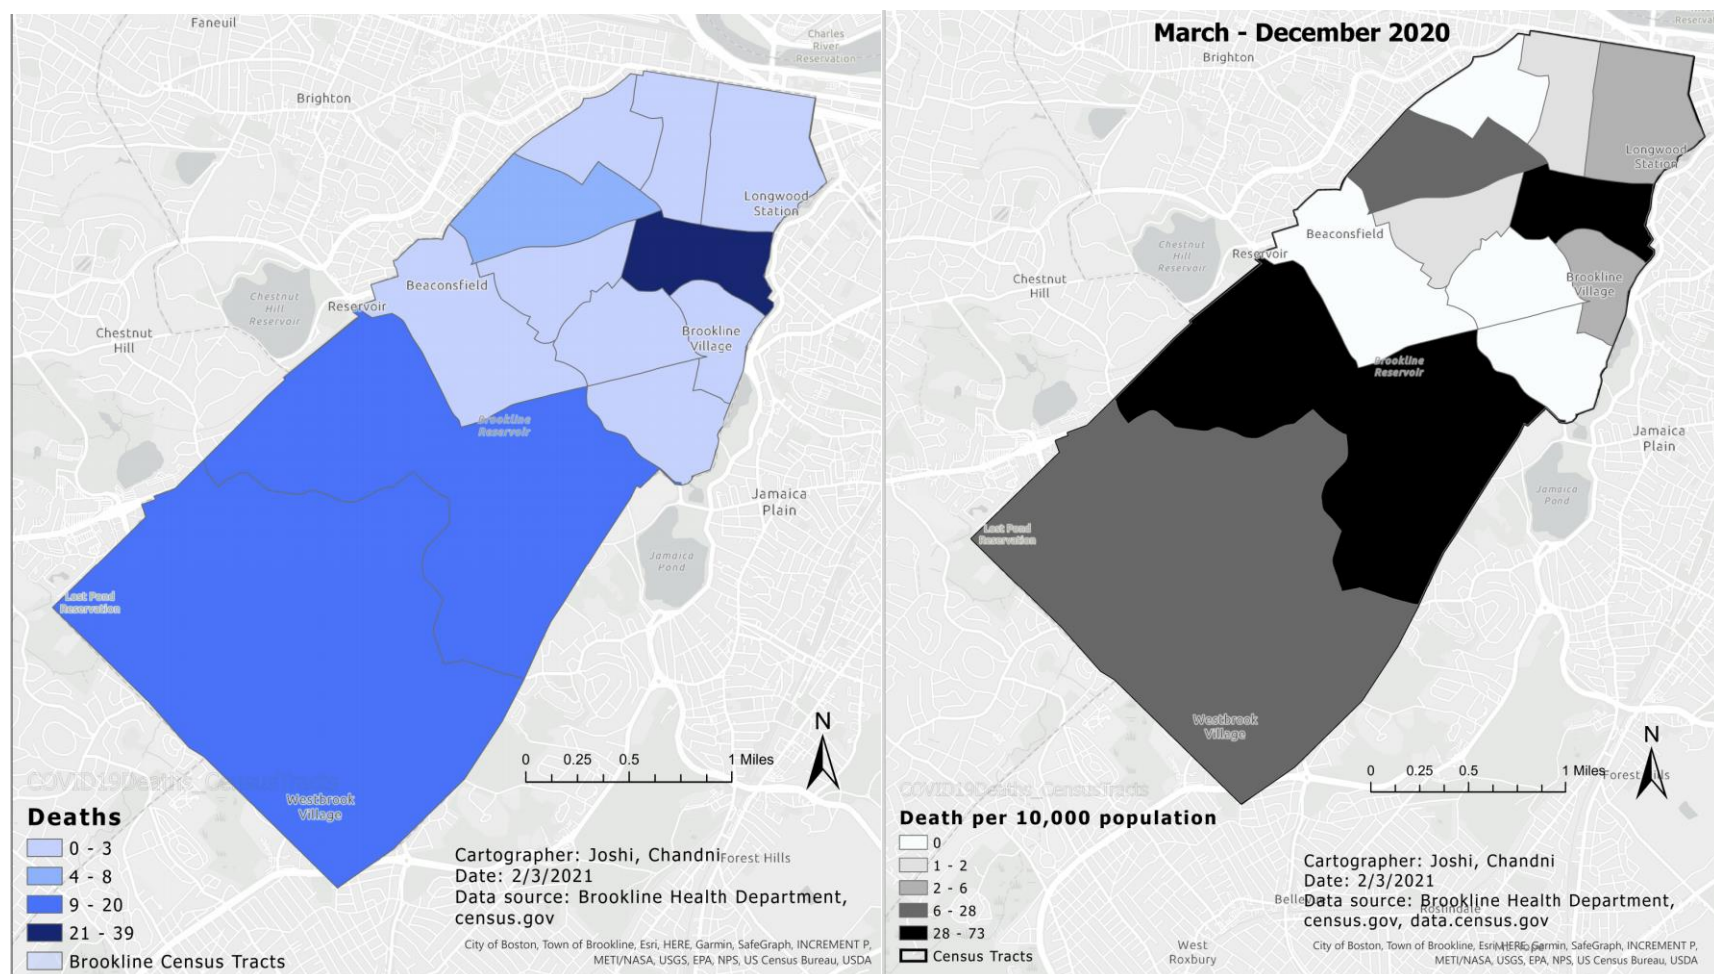 Faneuil
Charles
River
Reservation
Brighton
Longwood
Station
Beaconsfield
Reservoir
Chestnut
Hill
Reservoir
Chestnut
Hill
Brookline
Village
Brookline
Reservoir
Jamaica
Plain
Jamaica
Pond
Lost Pond
Reservation
N
0 0.25 0.5 1 Miles
COVID19Deaths_CensusTracts
Westbrook
Village
Deaths
0 - 3
4 - 8
9 - 20
21 - 39
Brookline Census Tracts
Forest Hills
Cartographer: Joshi, Chandni
Date: 2/3/2021
Data source: Brookline Health Department,
census.gov
City of Boston, Town of Brookline, Esri, HERE, Garmin, SafeGraph, INCREMENT P,
METI/NASA, USGS, EPA, NPS, US Census Bureau, USDA
March - December 2020
Brighton
Longwood
Station
Beaconsfield
Reservoir
Chestnut
Hill
Reservoir
Chestnut
Hill
Brookline
Village
Brookline
Reservoir
Jamaica
Plain
Jamaica
Pond
Lost Pond
Reservation
Westbrook
Village
N
0 0.25 0.5 1 Miles
Forest Hills
COVID19Deaths_CensusTracts
Death per 10,000 population
0
1 - 2
2 - 6
6 - 28
28 - 73
Census Tracts
Cartographer: Joshi, Chandni
Date: 2/3/2021
Data source: Brookline Health Department,
census.gov, data.census.gov
Roslindale
West
Roxbury
City of Boston, Town of Brookline, Esri, HERE, Garmin, SafeGraph, INCREMENT P,
METI/NASA, USGS, EPA, NPS, US Census Bureau, USDA